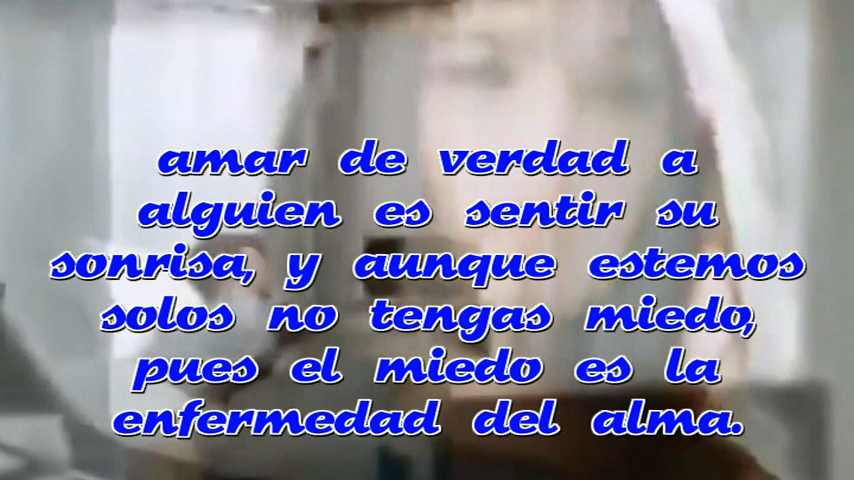 amar de verdad a
alguien es sentir su
sonrisa, y aunque estemos
solos no tengas miedo,
pues el miedo es la
enfermedad del alma.